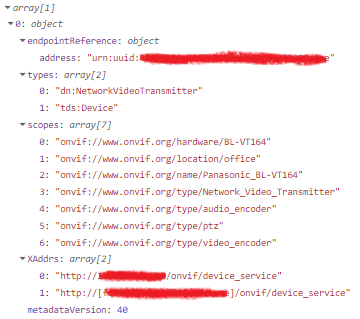 array[1]
0: object
endpointReference: object
address: "urn:uuid:e"
types: array[2]
0: "dn:NetworkVideoTransmitter"
1: "tds:Device"
scopes: array[7]
0: "onvif://www.onvif.org/hardware/BL-VT164"
1: "onvif://www.onvif.org/location/office"
2: "onvif://www.onvif.org/name/Panasonic_BL-VT164"
3: "onvif://www.onvif.org/type/Network_Video_Transmitter"
4: "onvif://www.onvif.org/type/audio_encoder"
5: "onvif://www.onvif.org/type/ptz"
6: "onvif://www.onvif.org/type/video_encoder"
XAddrs: array[2]
0: "http://1/onvif/device_service"
1: "http://[f]/onvif/device_service"
metadataVersion: 40